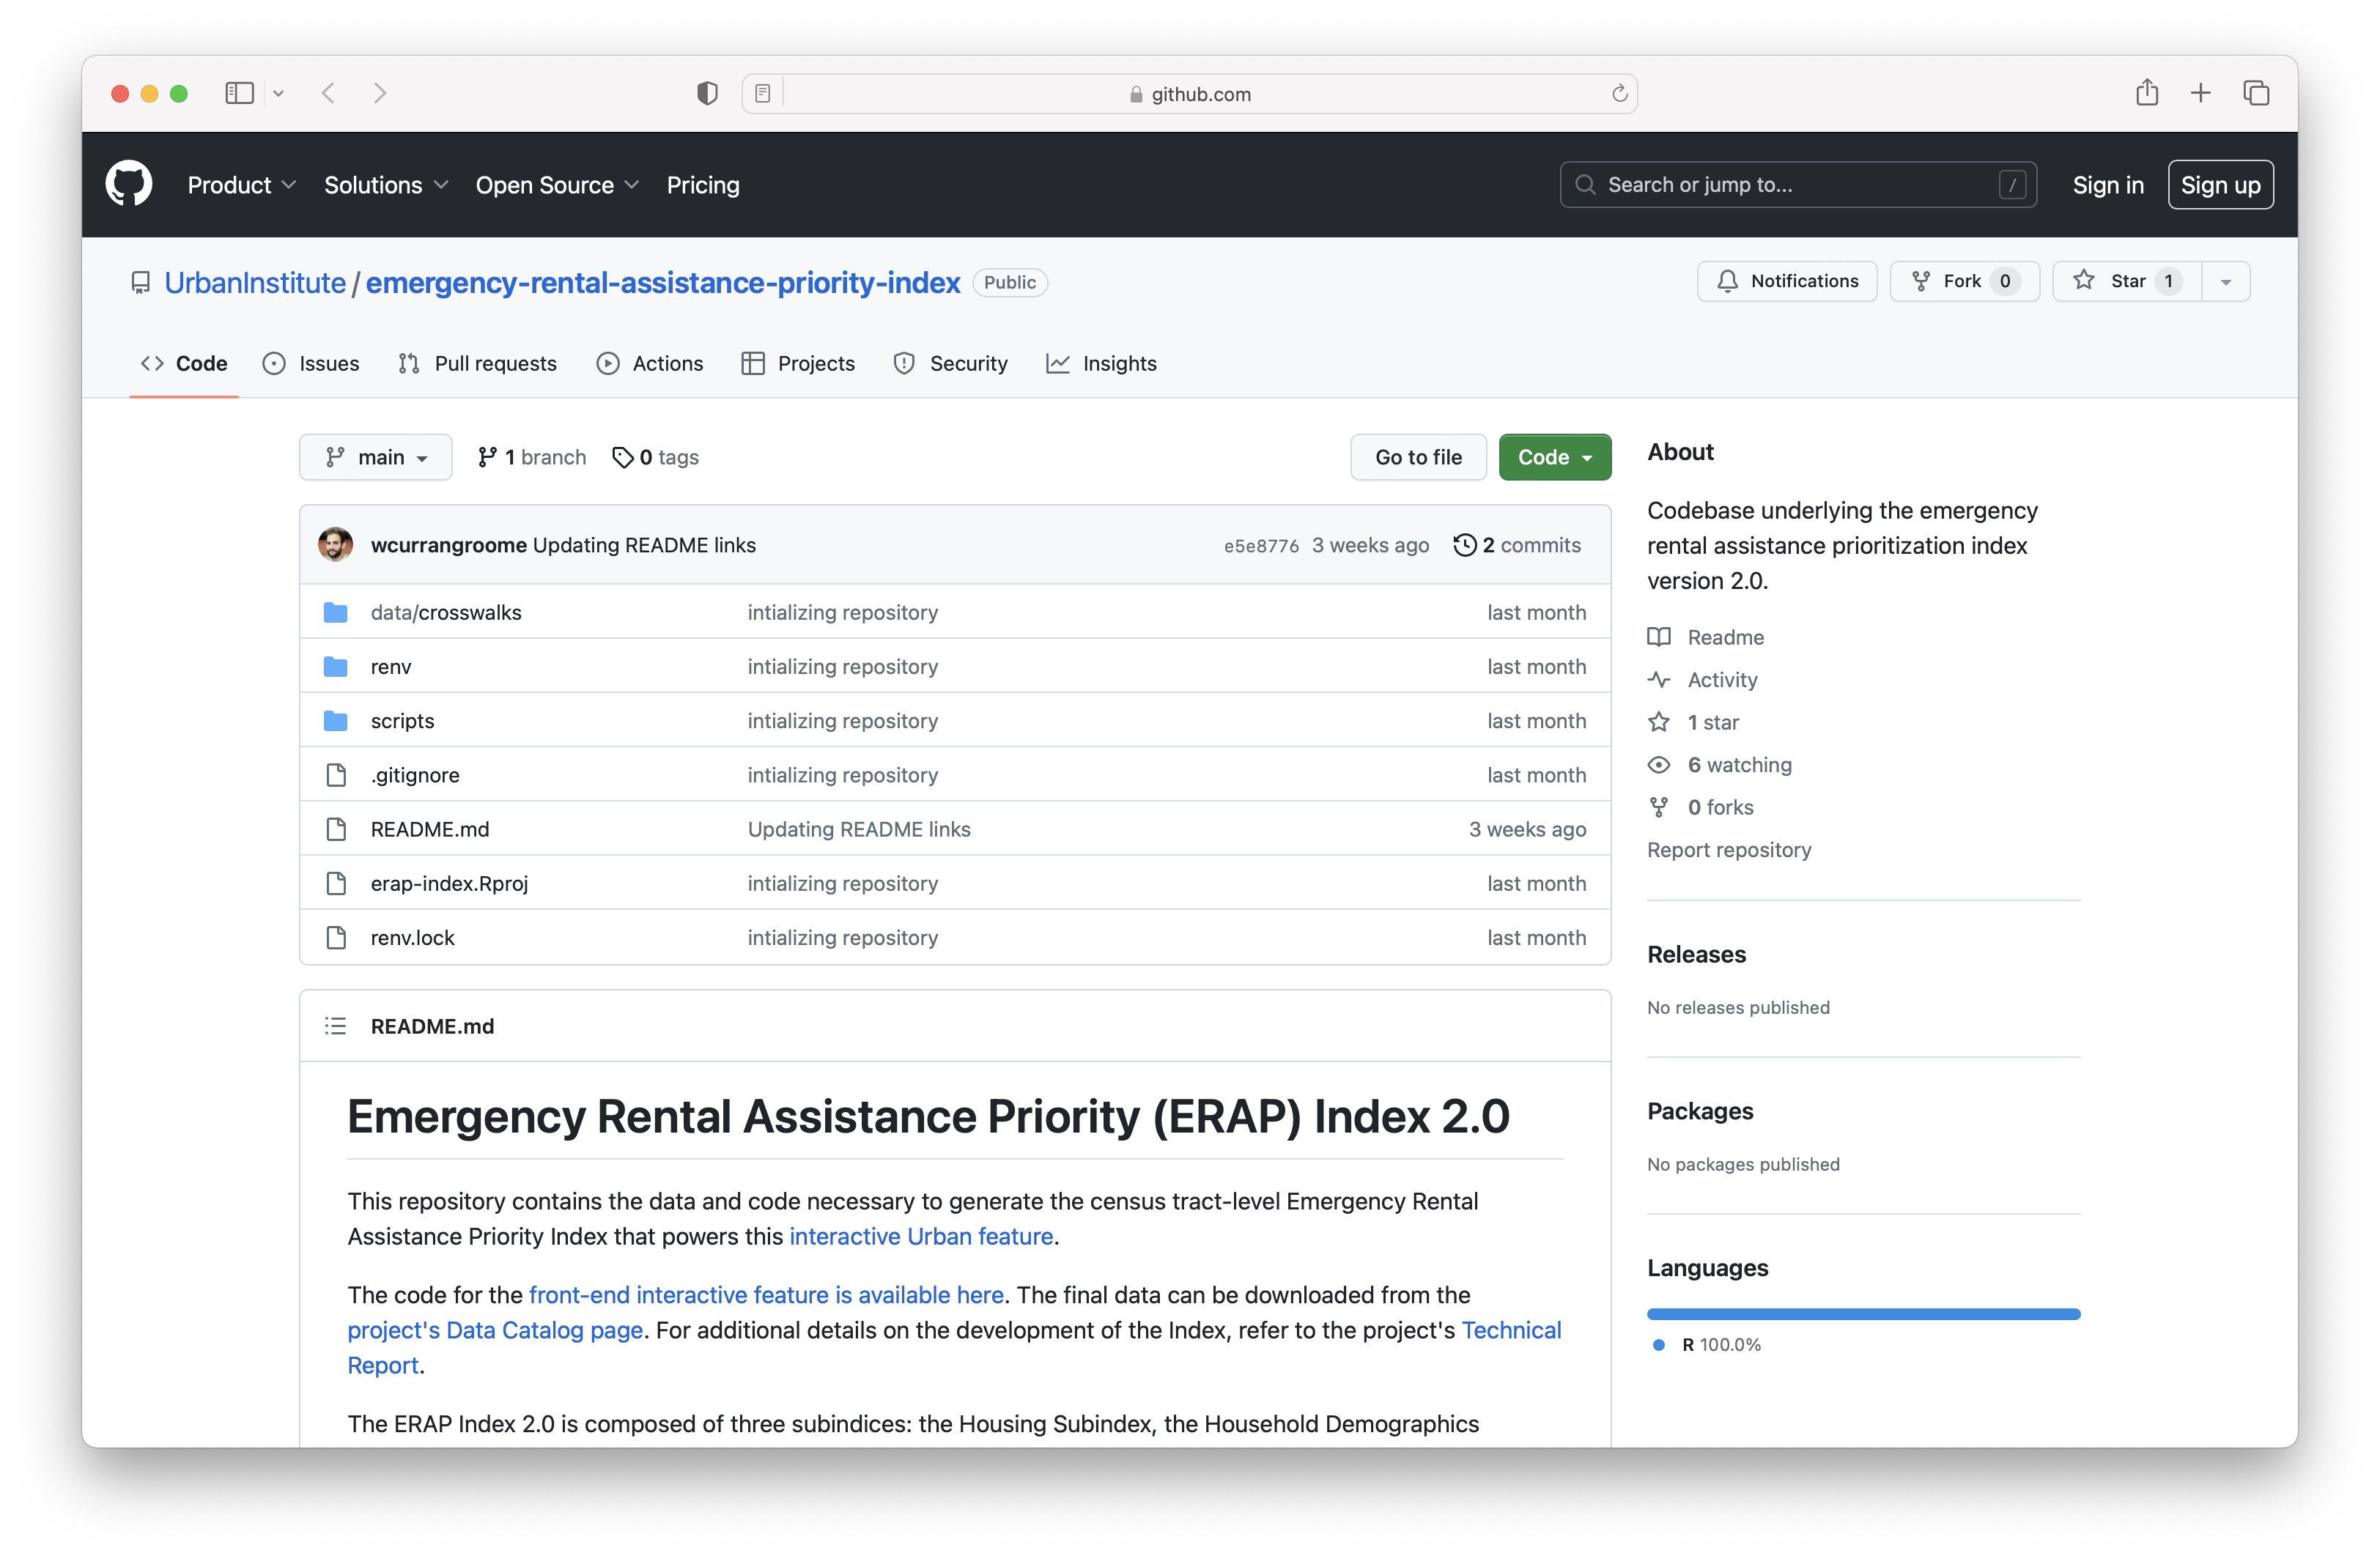 github.com
Product Solutions Open Source Pricing Search or jump to... / Sign in Sign up
UrbanInstitute / emergency-rental-assistance-priority-index Public Notifications Fork 0 Star 1
Code Issues Pull requests Actions Projects Security Insights
main 1 branch 0 tags Go to file Code
wcurrangroome Updating README links e5e8776 3 weeks ago 2 commits
data/crosswalks intializing repository last month
renv intializing repository last month
scripts intializing repository last month
.gitignore intializing repository last month
README.md Updating README links 3 weeks ago
erap-index.Rproj intializing repository last month
renv.lock intializing repository last month
README.md
Emergency Rental Assistance Priority (ERAP) Index 2.0
This repository contains the data and code necessary to generate the census tract-level Emergency Rental
Assistance Priority Index that powers this interactive Urban feature.
The code for the front-end interactive feature is available here. The final data can be downloaded from the
project's Data Catalog page. For additional details on the development of the Index, refer to the project's Technical
Report.
The ERAP Index 2.0 is composed of three subindices: the Housing Subindex, the Household Demographics
About
Codebase underlying the emergency
rental assistance prioritization index
version 2.0.
Readme
Activity
1 star
6 watching
0 forks
Report repository
Releases
No releases published
Packages
No packages published
Languages
R 100.0%